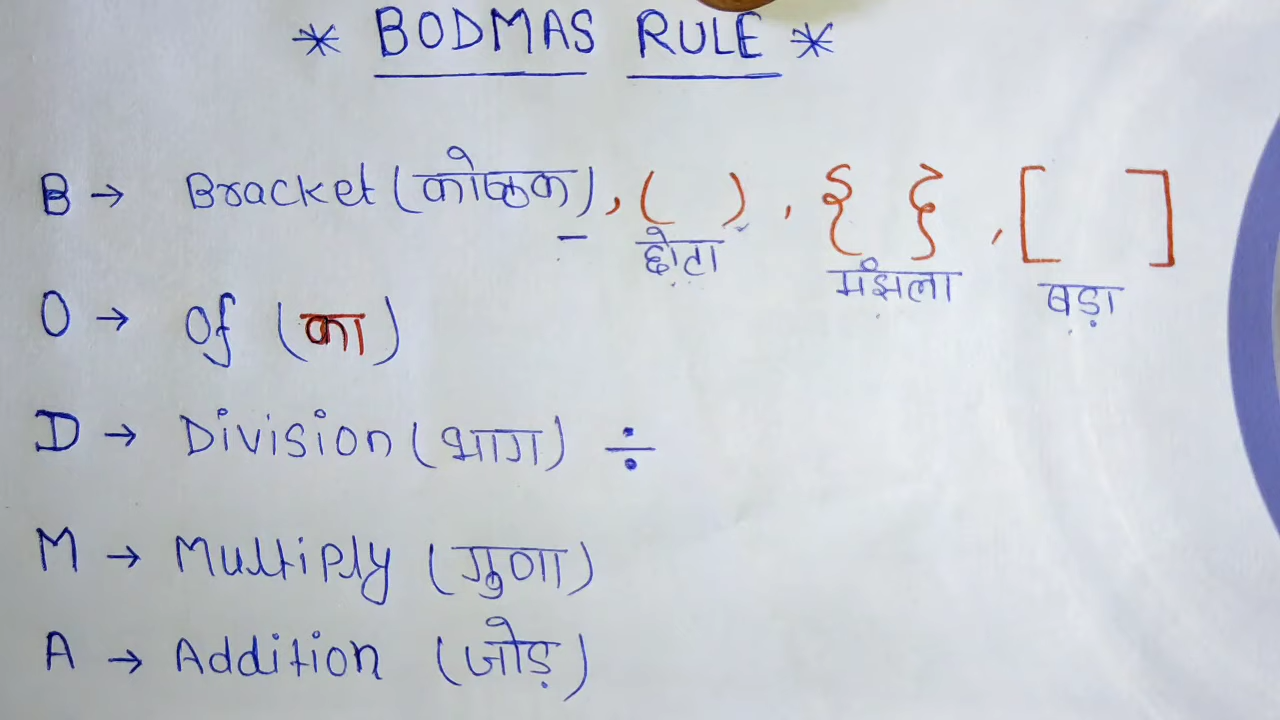 * BODMAS RULE *
B → Bracket (कोष्ठक), ( ), { }, [ ]
छोटा मंझला बड़ा
O → Of (का)
D → Division (भाग) ÷
M → Multiply (गुणा)
A → Addition (जोड़)